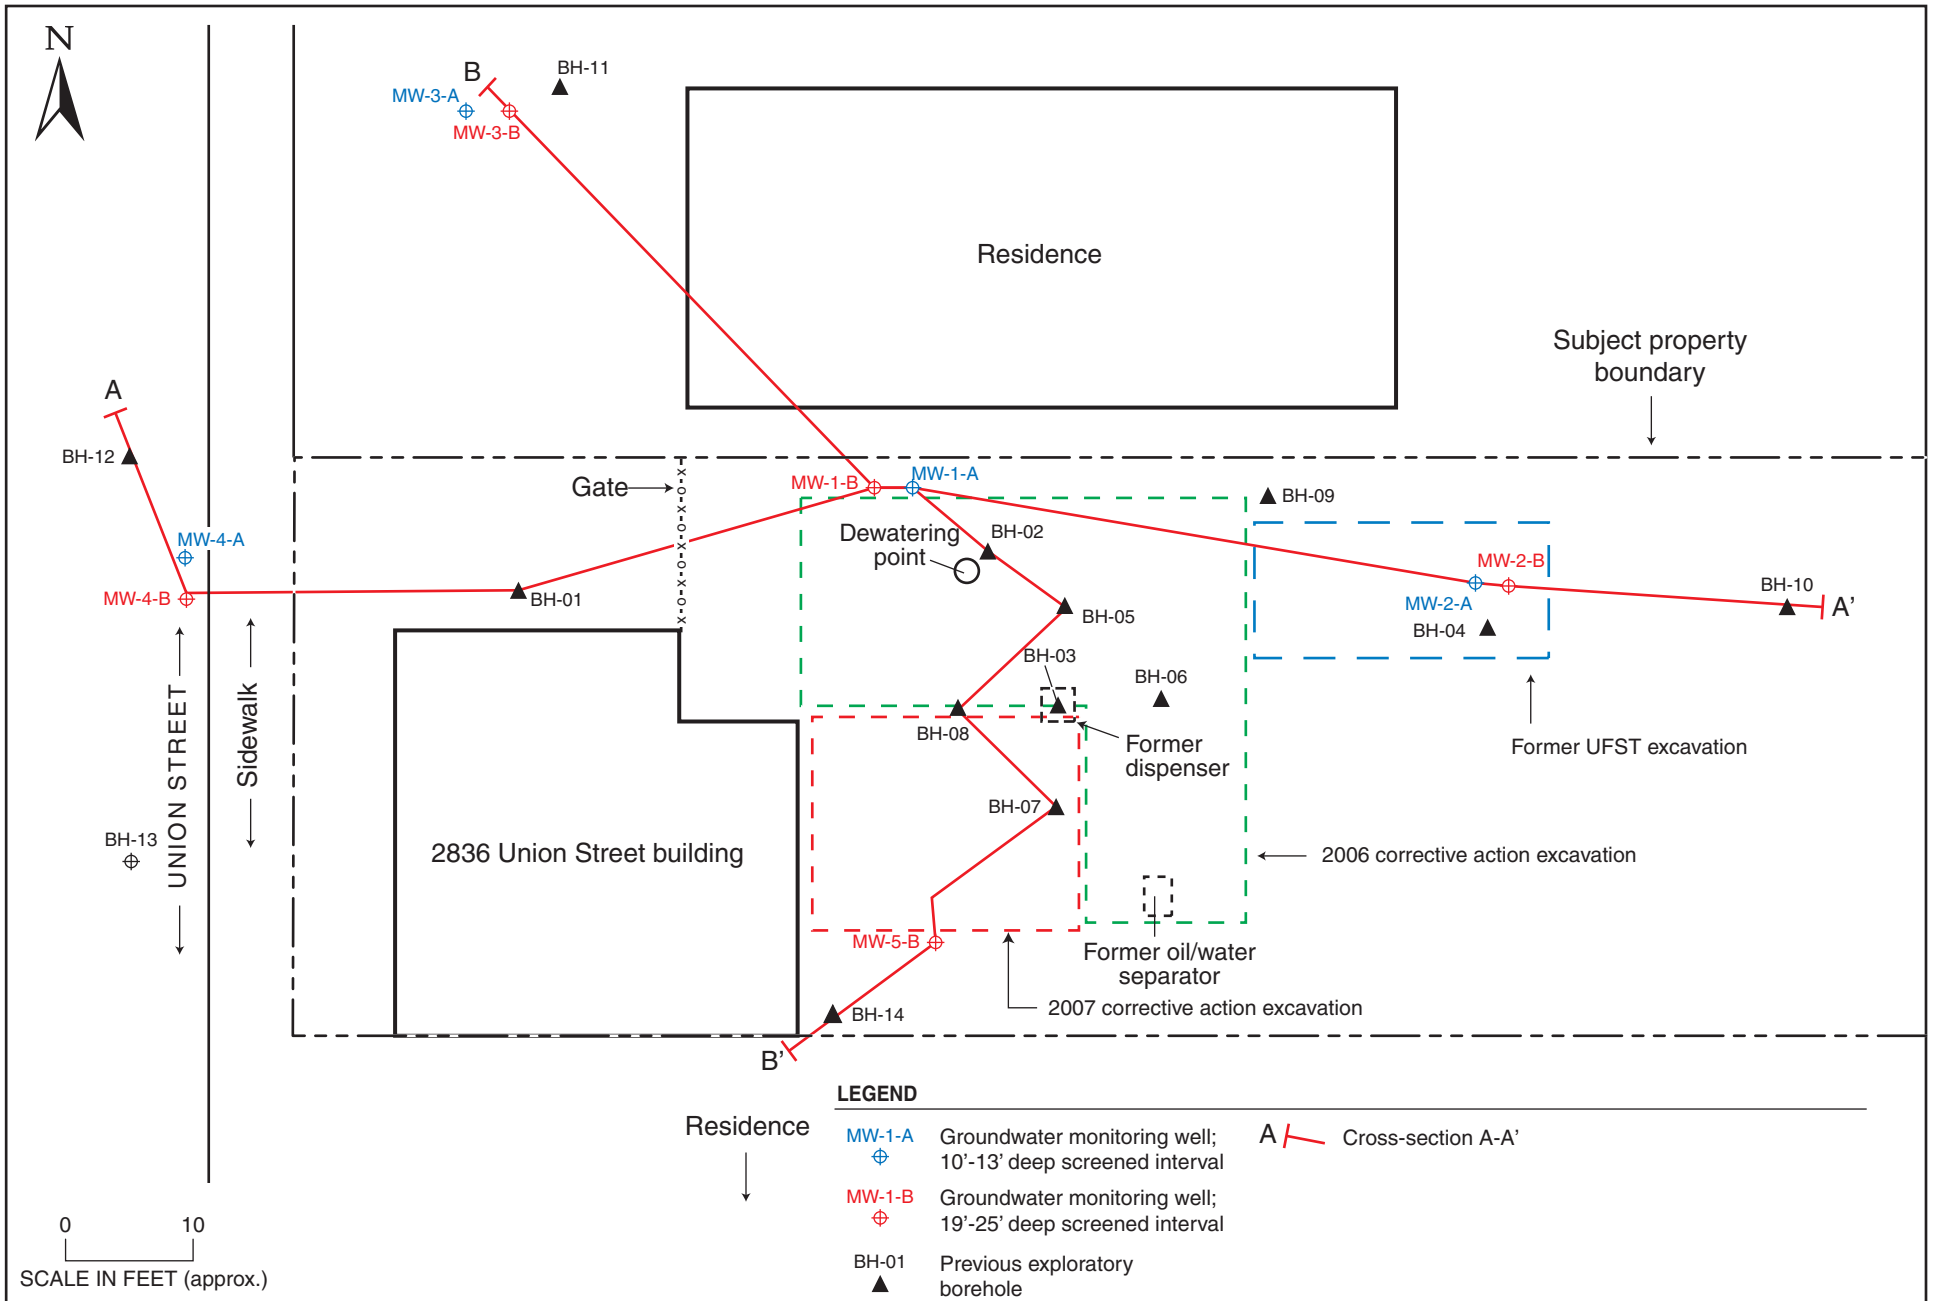 N
B
BH-11
MW-3-A
MW-3-B
Residence
Subject property
boundary
A
BH-12
MW-4-A
MW-4-B
Gate
x o x o x o x o x o x
MW-1-B
MW-1-A
BH-09
Dewatering
point
BH-02
BH-01
BH-05
MW-2-B
MW-2-A
BH-04
BH-10
A'
BH-03
BH-06
BH-08
Former
dispenser
Former UFST excavation
UNION STREET
Sidewalk
BH-07
BH-13
2836 Union Street building
2006 corrective action excavation
MW-5-B
Former oil/water
separator
2007 corrective action excavation
BH-14
B'
Residence
LEGEND
MW-1-A
Groundwater monitoring well;
10'-13' deep screened interval
A
Cross-section A-A'
MW-1-B
Groundwater monitoring well;
19'-25' deep screened interval
BH-01
Previous exploratory
borehole
0 10
SCALE IN FEET (approx.)